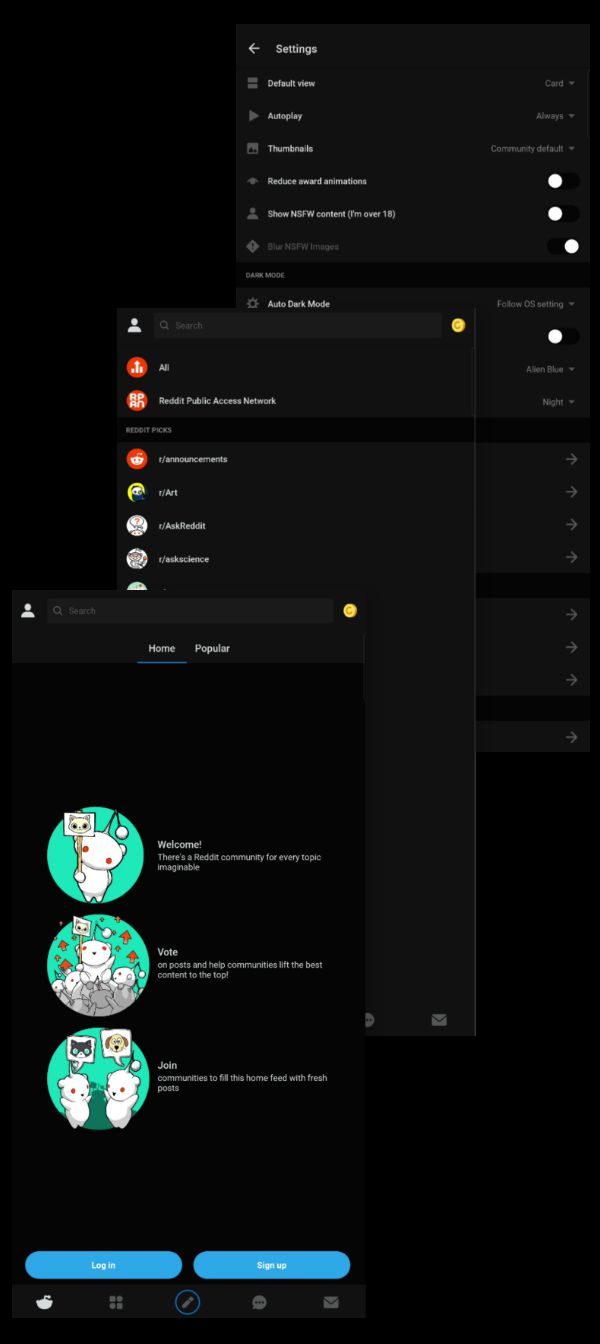 Settings
Default view
Card
Autoplay
Always
Thumbnails
Community default
Reduce award animations
Show NSFW content (I'm over 18)
Blur NSFW Images
DARK MODE
Auto Dark Mode
Follow OS setting
Alien Blue
Night
Search
All
RP
AN
Reddit Public Access Network
REDDIT PICKS
r/announcements
r/Art
r/AskReddit
r/askscience
Search
Home
Popular
Welcome!
There's a Reddit community for every topic
imaginable
Vote
on posts and help communities lift the best
content to the top!
Join
communities to fill this home feed with fresh
posts
Log in
Sign up